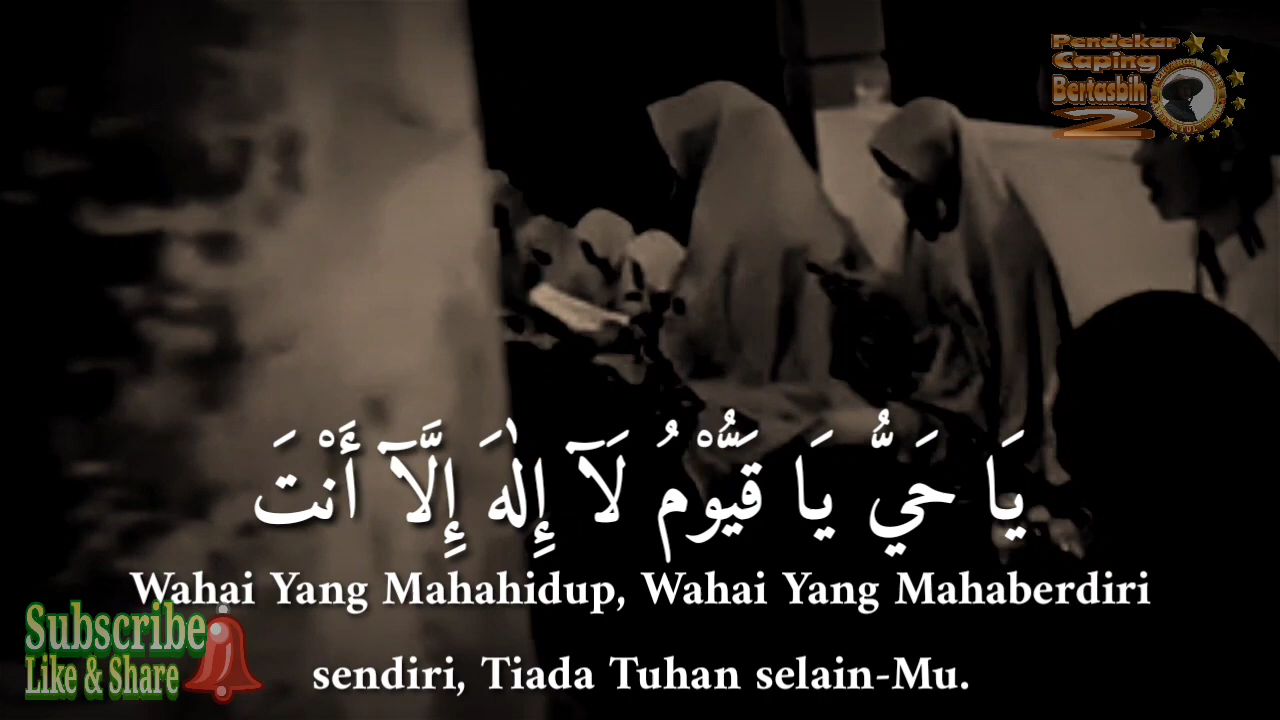 Pendekar
Caping
Bertasbih
2
يَا حَيُّ يَا قَيُّوْمُ لَآ إِلٰهَ إِلَّآ أَنْتَ
Wahai Yang Mahahidup, Wahai Yang Mahaberdiri
sendiri, Tiada Tuhan selain-Mu.
Subscribe
Like & Share